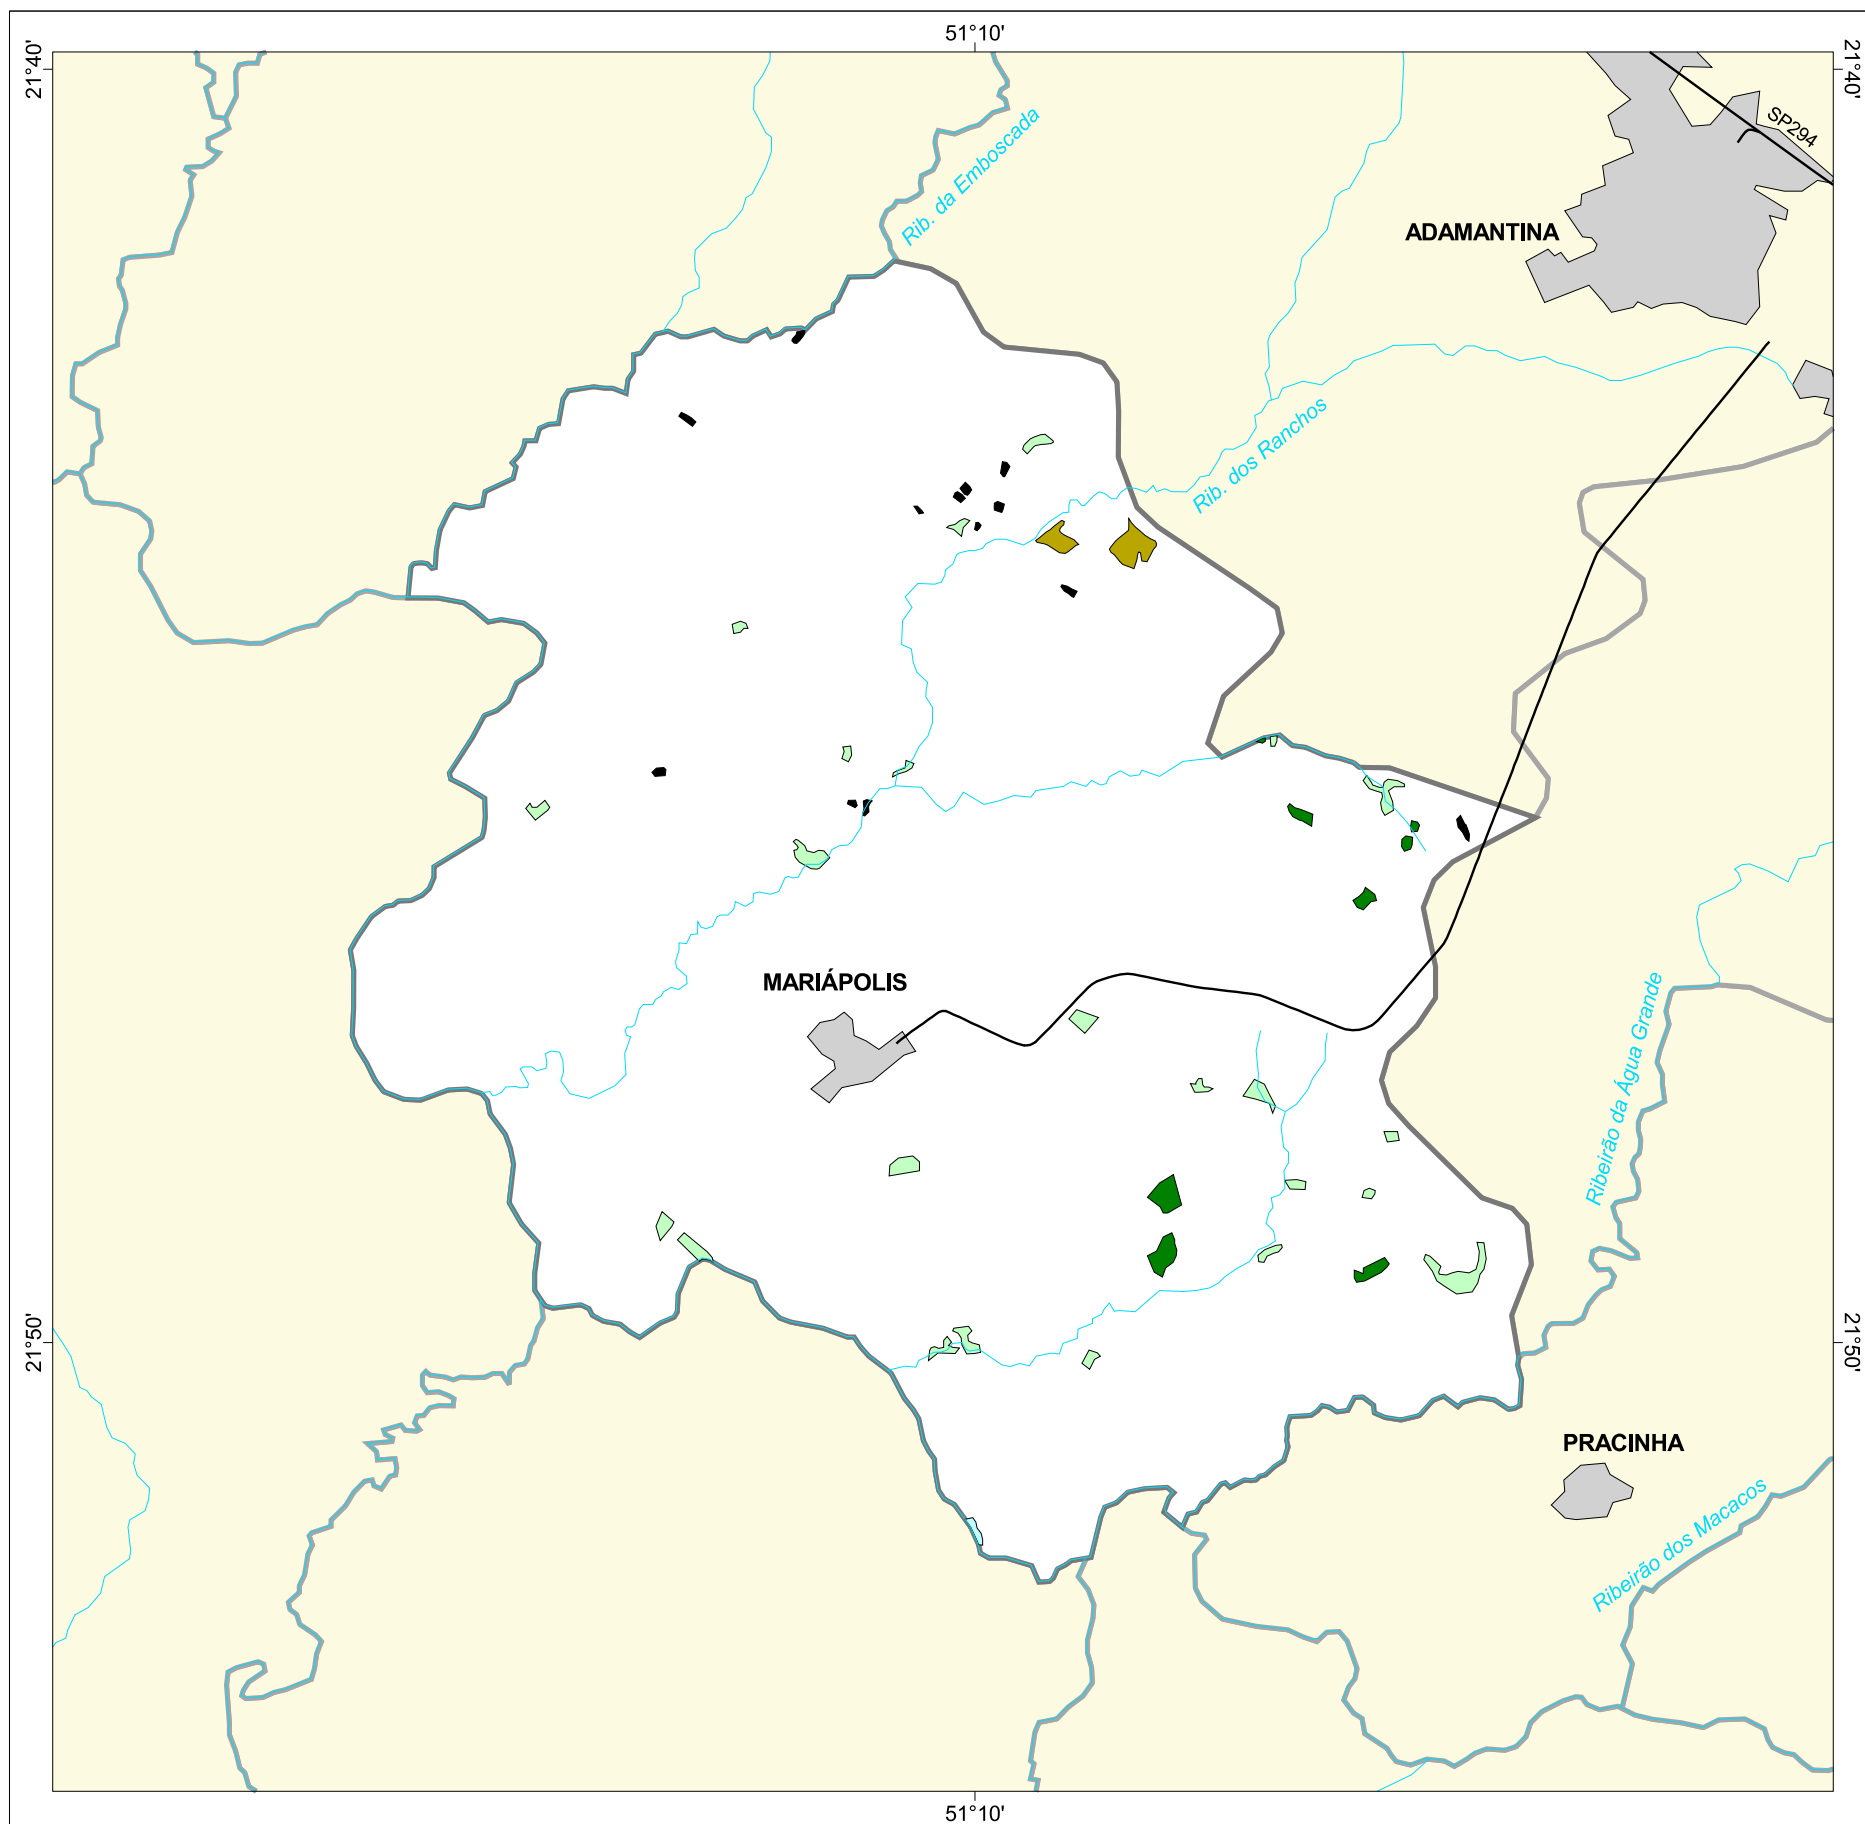 51°10'
21°40'
21°40'
SP294
Rib. da Emboscada
ADAMANTINA
Rib. dos Ranchos
MARIÁPOLIS
Ribeirão da Água Grande
21°50'
21°50'
PRACINHA
Ribeirão dos Macacos
51°10'